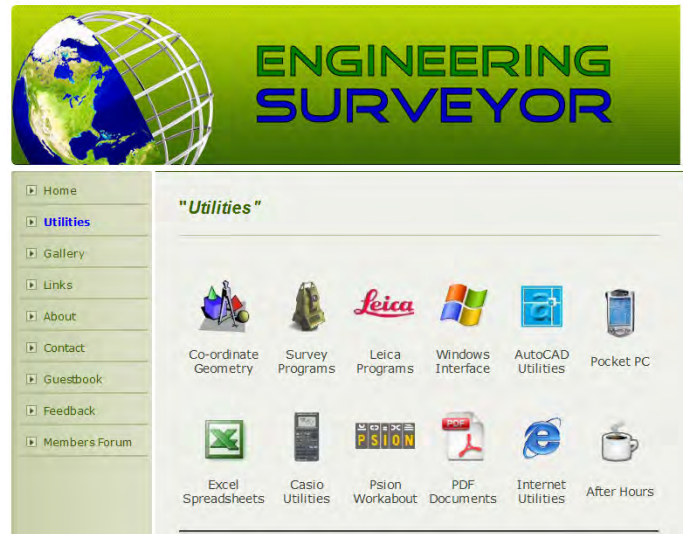 ENGINEERING
SURVEYOR
Home
Utilities
Gallery
Links
About
Contact
Guestbook
Feedback
Members Forum
"Utilities"
Leica
Co-ordinate
Geometry
Survey
Programs
Leica
Programs
Windows
Interface
AutoCAD
Utilities
Pocket PC
a
X
PSION
PDF
e
Excel
Spreadsheets
Casio
Utilities
Psion
Workabout
PDF
Documents
Internet
Utilities
After Hours